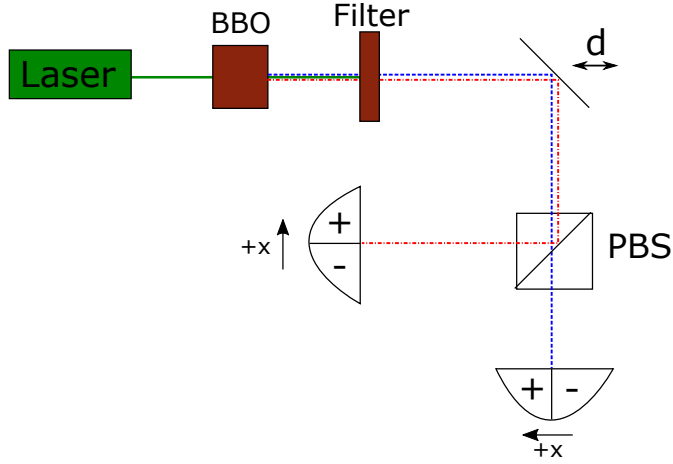 BBO
Filter
Laser
d
+
-
+x
PBS
+ -
+x